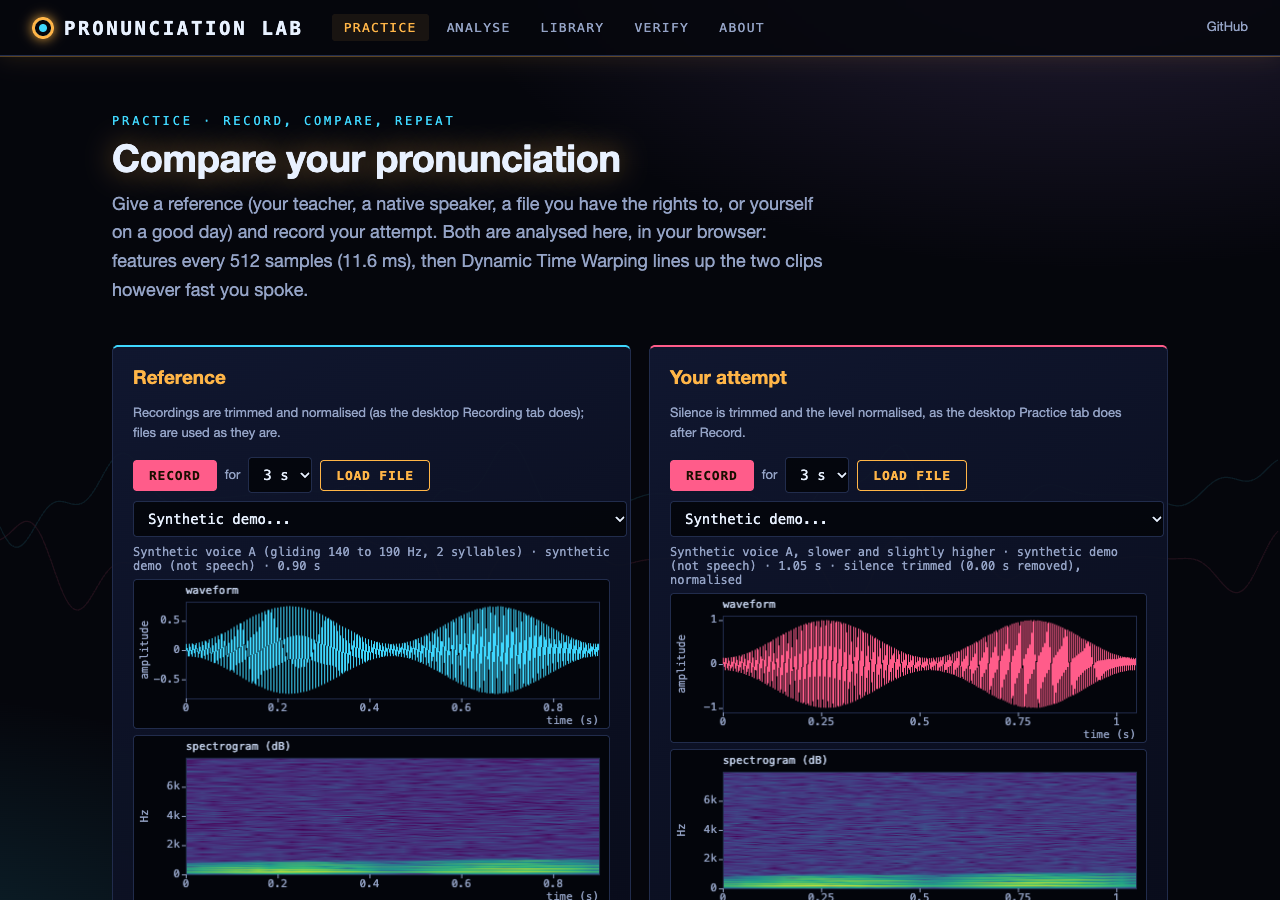 PRONUNCIATION LAB PRACTICE ANALYSE LIBRARY VERIFY ABOUT GitHub
PRACTICE · RECORD, COMPARE, REPEAT
Compare your pronunciation
Give a reference (your teacher, a native speaker, a file you have the rights to, or yourself
on a good day) and record your attempt. Both are analysed here, in your browser:
features every 512 samples (11.6 ms), then Dynamic Time Warping lines up the two clips
however fast you spoke.
Reference
Recordings are trimmed and normalised (as the desktop Recording tab does);
files are used as they are.
RECORD for 3 s LOAD FILE
Synthetic demo...
Synthetic voice A (gliding 140 to 190 Hz, 2 syllables) · synthetic
demo (not speech) · 0.90 s
waveform
amplitude
0.5
0
−0.5
0 0.2 0.4 0.6 0.8
time (s)
spectrogram (dB)
Hz
6k
4k
2k
0
0 0.2 0.4 0.6 0.8
time (s)
Your attempt
Silence is trimmed and the level normalised, as the desktop Practice tab does
after Record.
RECORD for 3 s LOAD FILE
Synthetic demo...
Synthetic voice A, slower and slightly higher · synthetic demo
(not speech) · 1.05 s · silence trimmed (0.00 s removed),
normalised
waveform
amplitude
1
0
−1
0 0.25 0.5 0.75 1
time (s)
spectrogram (dB)
Hz
6k
4k
2k
0
0 0.25 0.5 0.75 1